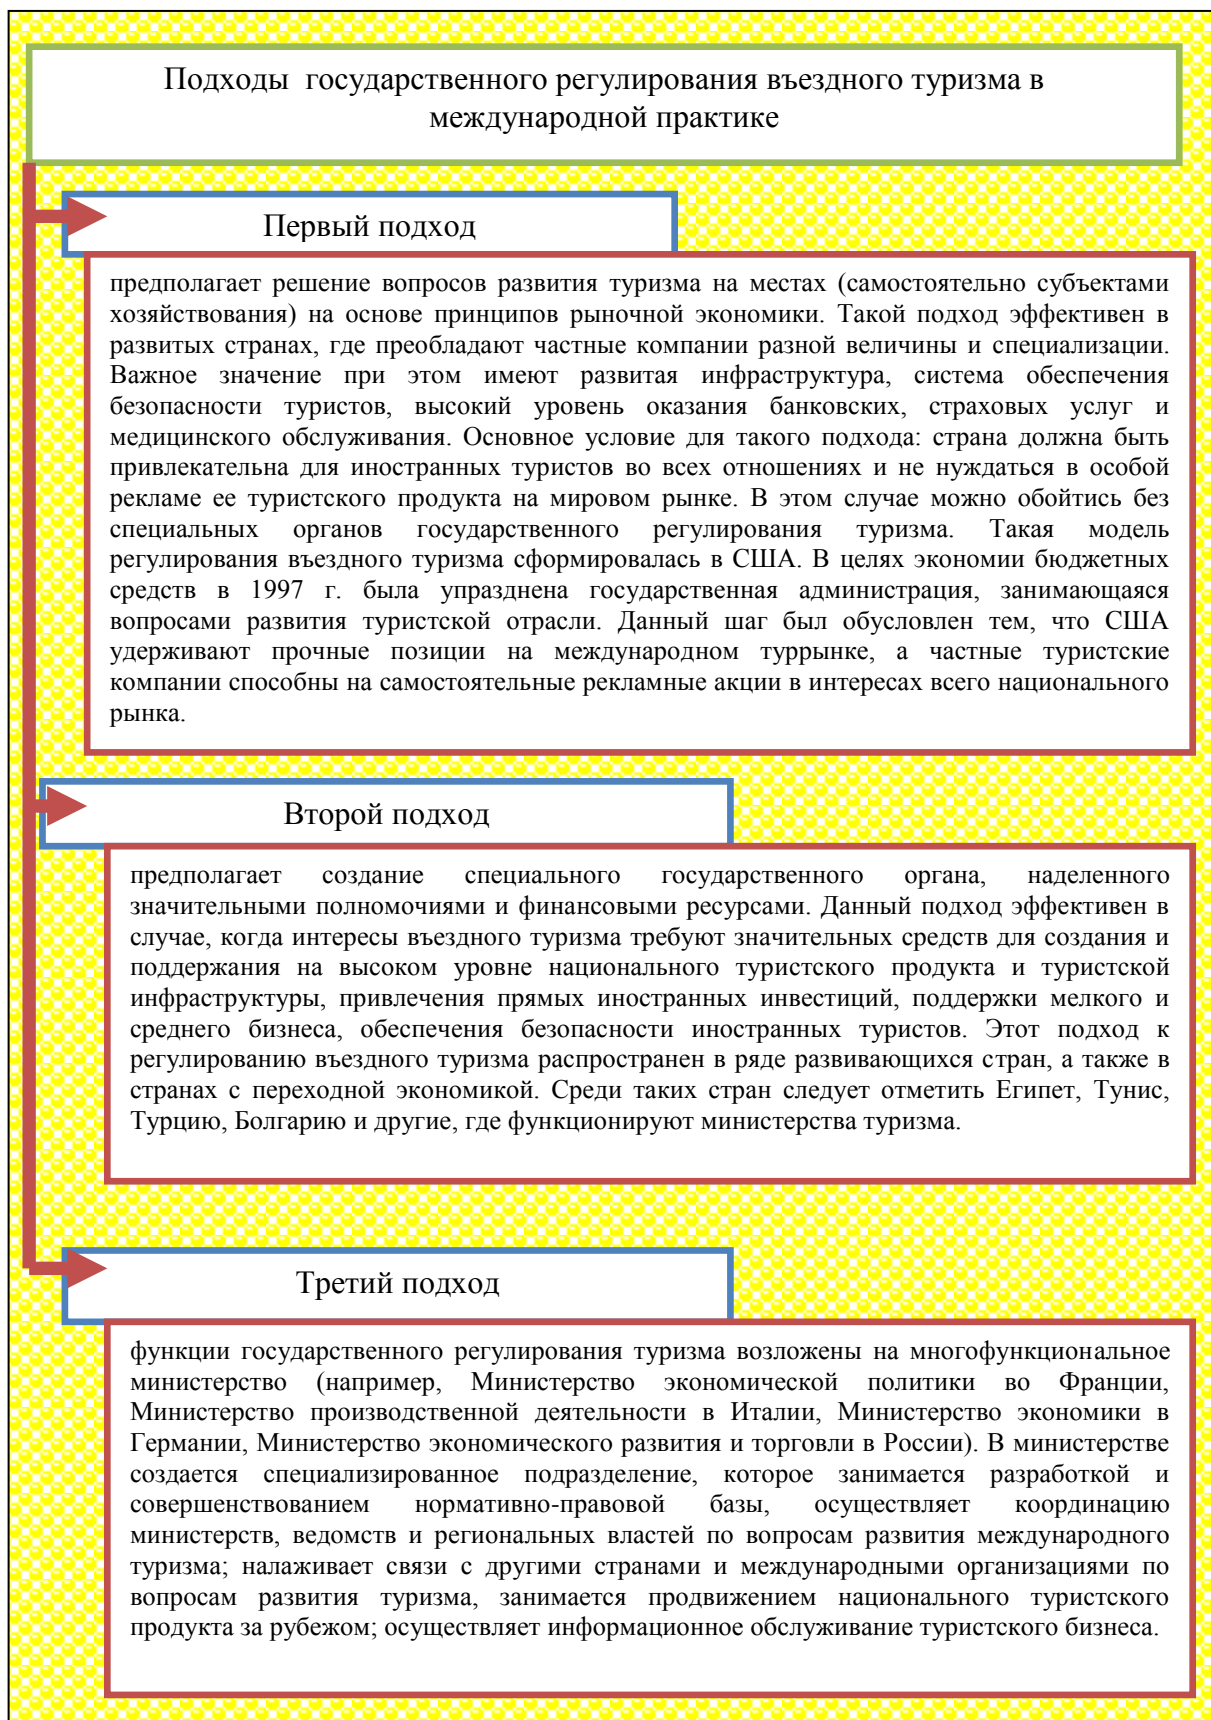 Подходы государственного регулирования въездного туризма в
международной практике
Первый подход
предполагает решение вопросов развития туризма на местах (самостоятельно субъектами
хозяйствования) на основе принципов рыночной экономики. Такой подход эффективен в
развитых странах, где преобладают частные компании разной величины и специализации.
Важное значение при этом имеют развитая инфраструктура, система обеспечения
безопасности туристов, высокий уровень оказания банковских, страховых услуг и
медицинского обслуживания. Основное условие для такого подхода: страна должна быть
привлекательна для иностранных туристов во всех отношениях и не нуждаться в особой
рекламе ее туристского продукта на мировом рынке. В этом случае можно обойтись без
специальных органов государственного регулирования туризма. Такая модель
регулирования въездного туризма сформировалась в США. В целях экономии бюджетных
средств в 1997 г. была упразднена государственная администрация, занимающаяся
вопросами развития туристской отрасли. Данный шаг был обусловлен тем, что США
удерживают прочные позиции на международном туррынке, а частные туристские
компании способны на самостоятельные рекламные акции в интересах всего национального
рынка.
Второй подход
предполагает создание специального государственного органа, наделенного
значительными полномочиями и финансовыми ресурсами. Данный подход эффективен в
случае, когда интересы въездного туризма требуют значительных средств для создания и
поддержания на высоком уровне национального туристского продукта и туристской
инфраструктуры, привлечения прямых иностранных инвестиций, поддержки мелкого и
среднего бизнеса, обеспечения безопасности иностранных туристов. Этот подход к
регулированию въездного туризма распространен в ряде развивающихся стран, а также в
странах с переходной экономикой. Среди таких стран следует отметить Египет, Тунис,
Турцию, Болгарию и другие, где функционируют министерства туризма.
Третий подход
функции государственного регулирования туризма возложены на многофункциональное
министерство (например, Министерство экономической политики во Франции,
Министерство производственной деятельности в Италии, Министерство экономики в
Германии, Министерство экономического развития и торговли в России). В министерстве
создается специализированное подразделение, которое занимается разработкой и
совершенствованием нормативно-правовой базы, осуществляет координацию
министерств, ведомств и региональных властей по вопросам развития международного
туризма; налаживает связи с другими странами и международными организациями по
вопросам развития туризма, занимается продвижением национального туристского
продукта за рубежом; осуществляет информационное обслуживание туристского бизнеса.